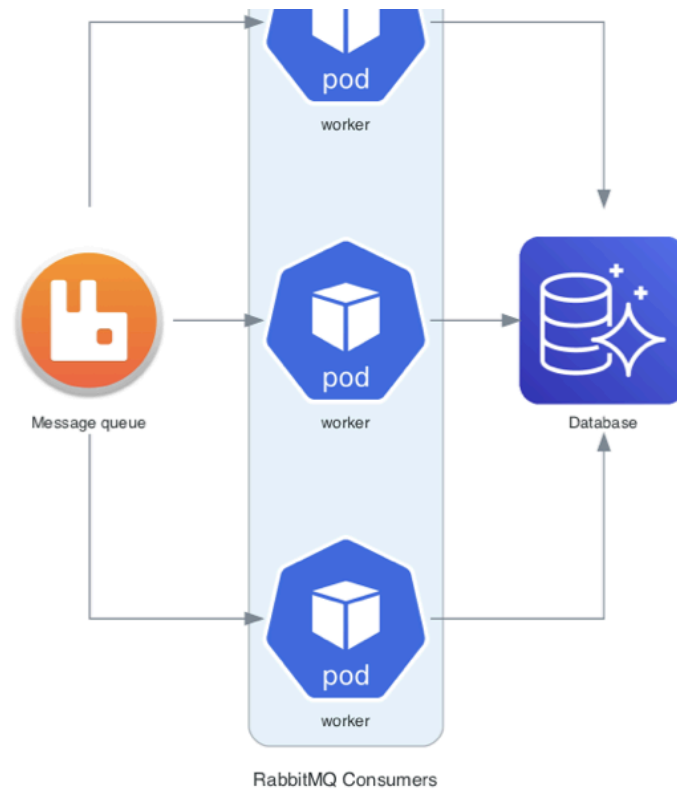 pod
worker
pod
Message queue
worker
Database
pod
worker
RabbitMQ Consumers